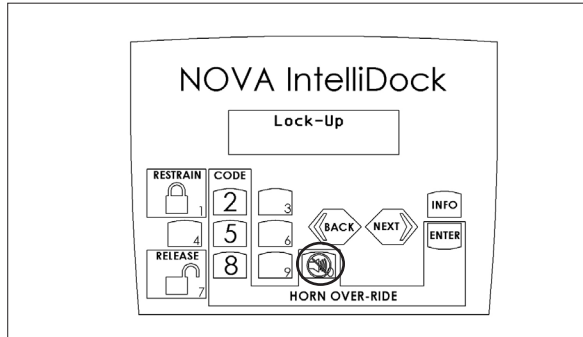 NOVA IntelliDock
Lock-Up
RESTRAIN
1
CODE
2
3
4
5
6
RELEASE
7
8
9
BACK
NEXT
INFO
ENTER
HORN OVER-RIDE